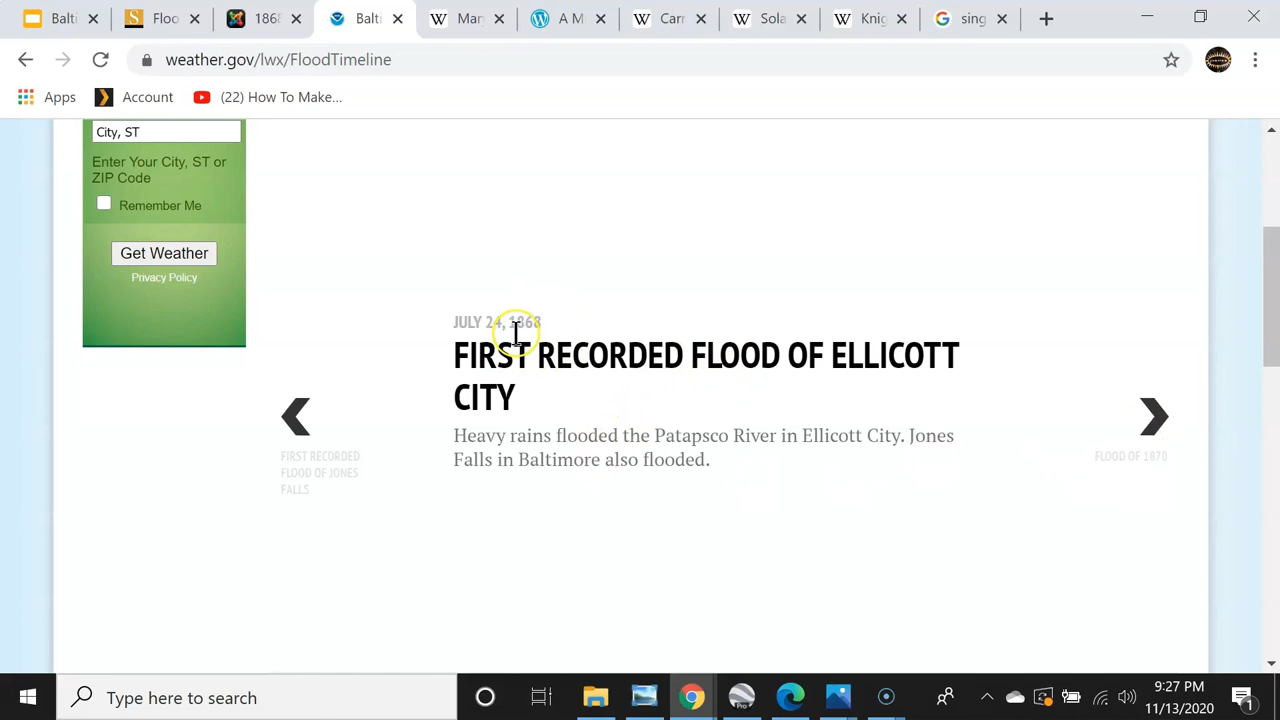 Balti
Floo
1868
Balti
Mar
A M
Carr
Sola
Knig
sing
weather.gov/lwx/FloodTimeline
Apps
Account
(22) How To Make...
City, ST
Enter Your City, ST or
ZIP Code
Remember Me
Get Weather
Privacy Policy
JULY 24, 1868
FIRST RECORDED FLOOD OF ELLICOTT
CITY
Heavy rains flooded the Patapsco River in Ellicott City. Jones
Falls in Baltimore also flooded.
FIRST RECORDED
FLOOD OF JONES
FALLS
FLOOD OF 1870
Type here to search
9:27 PM
11/13/2020
1